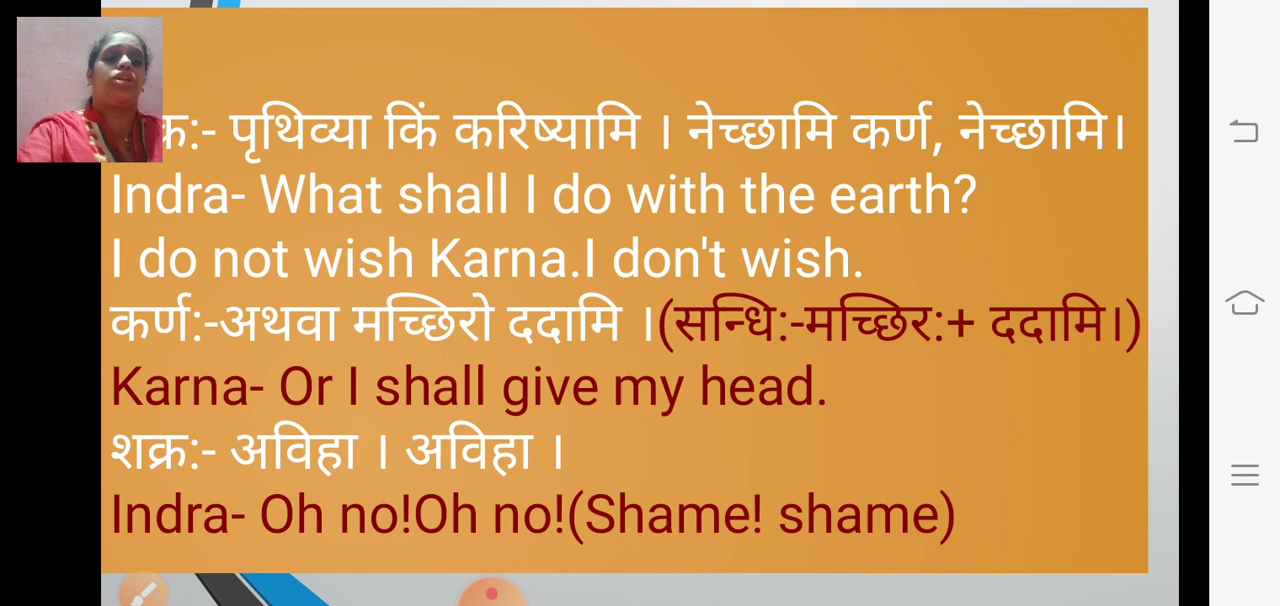 क:- पृथिव्या किं करिष्यामि । नेच्छामि कर्ण, नेच्छामि।
Indra- What shall I do with the earth?
I do not wish Karna.I don't wish.
कर्ण:-अथवा मच्छिरो ददामि ।(सन्धि:-मच्छिर:+ ददामि।)
Karna- Or I shall give my head.
शक्र:- अविहा । अविहा ।
Indra- Oh no!Oh no!(Shame! shame)